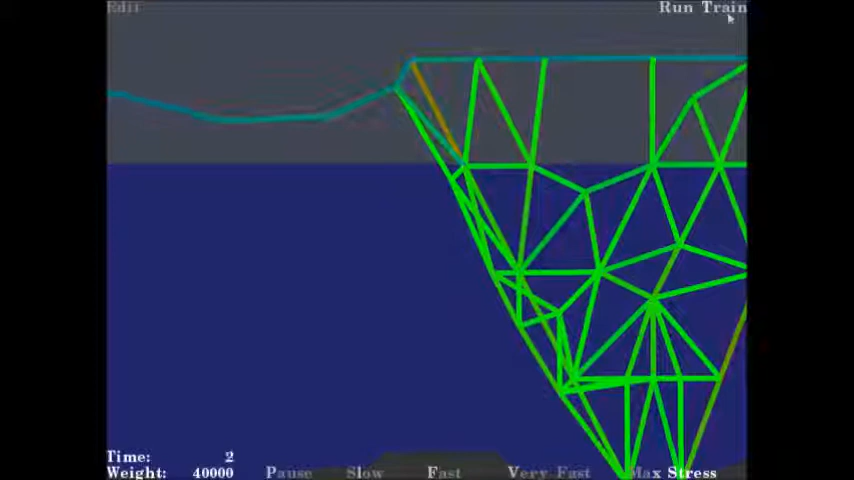 Edit Run Train
Time: 2
Weight: 40000 Pause Slow Fast Very Fast Max Stress